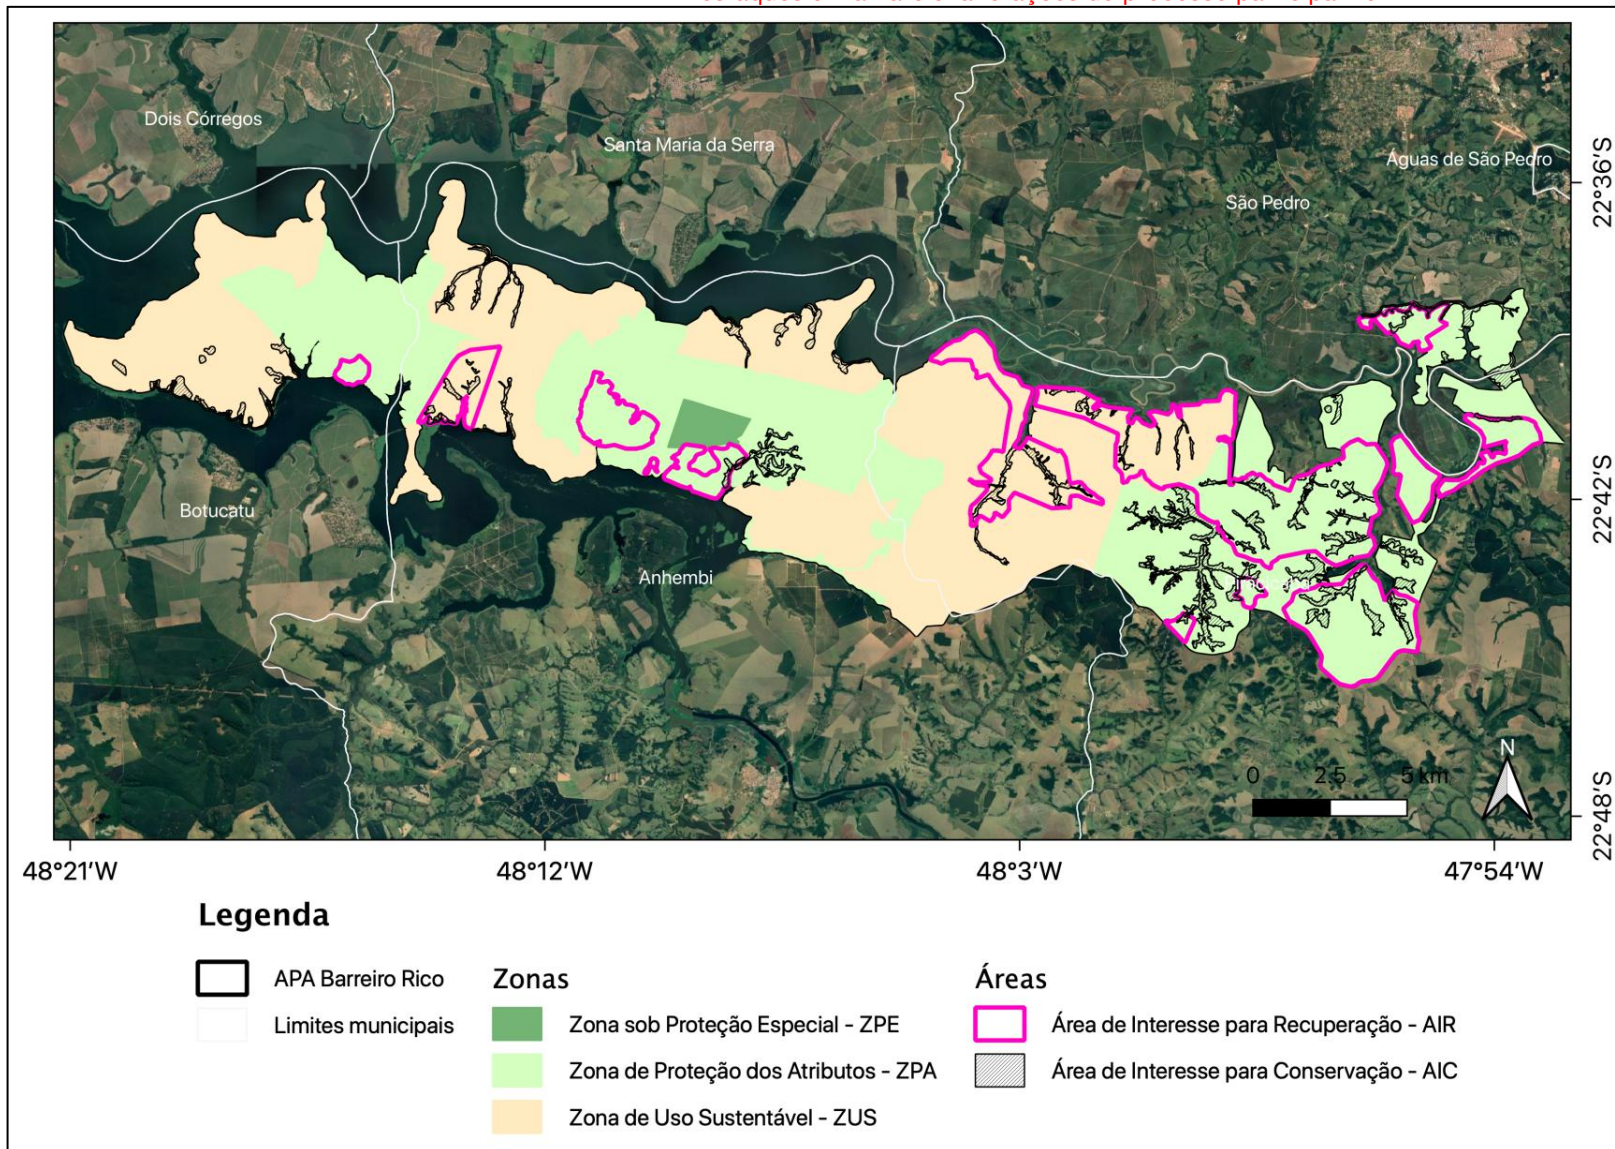 Dois Córregos
Santa Maria da Serra
Águas de São Pedro
São Pedro
22°36'S
Botucatu
22°42'S
Anhembi
N
0 2.5 5 km
22°48'S
48°21'W 48°12'W 48°3'W 47°54'W
Legenda
APA Barreiro Rico
Limites municipais
Zonas
Zona sob Proteção Especial - ZPE
Zona de Proteção dos Atributos - ZPA
Zona de Uso Sustentável - ZUS
Áreas
Área de Interesse para Recuperação - AIR
Área de Interesse para Conservação - AIC